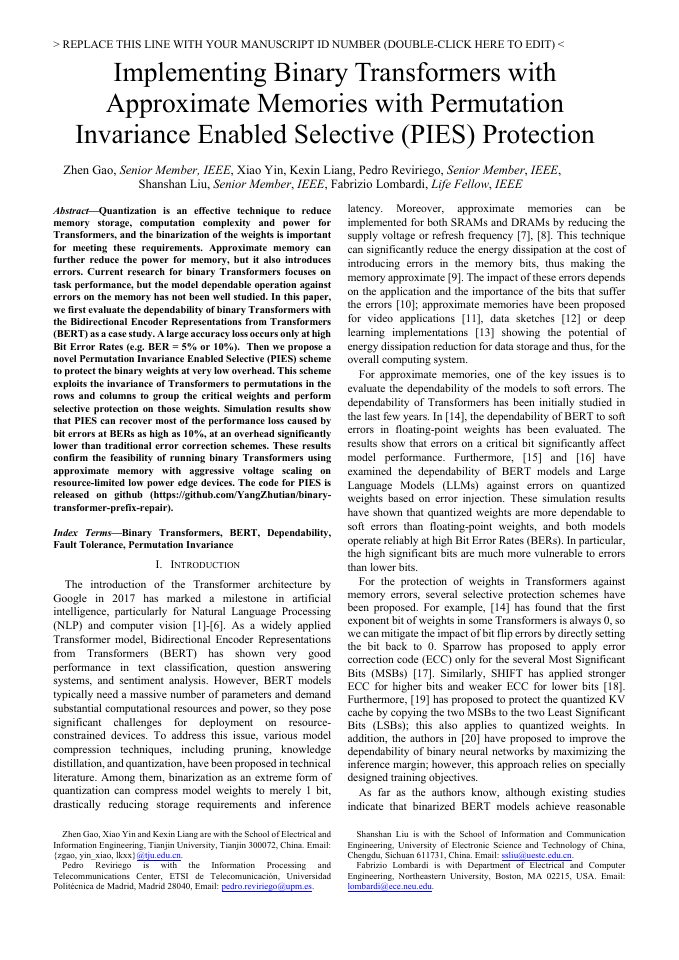 > REPLACE THIS LINE WITH YOUR MANUSCRIPT ID NUMBER (DOUBLE-CLICK HERE TO EDIT) <
Implementing Binary Transformers with
Approximate Memories with Permutation
Invariance Enabled Selective (PIES) Protection
Zhen Gao, Senior Member, IEEE, Xiao Yin, Kexin Liang, Pedro Reviriego, Senior Member, IEEE,
Shanshan Liu, Senior Member, IEEE, Fabrizio Lombardi, Life Fellow, IEEE
Abstract—Quantization is an effective technique to reduce
memory storage, computation complexity and power for
Transformers, and the binarization of the weights is important
for meeting these requirements. Approximate memory can
further reduce the power for memory, but it also introduces
errors. Current research for binary Transformers focuses on
task performance, but the model dependable operation against
errors on the memory has not been well studied. In this paper,
we first evaluate the dependability of binary Transformers with
the Bidirectional Encoder Representations from Transformers
(BERT) as a case study. A large accuracy loss occurs only at high
Bit Error Rates (e.g. BER = 5% or 10%). Then we propose a
novel Permutation Invariance Enabled Selective (PIES) scheme
to protect the binary weights at very low overhead. This scheme
exploits the invariance of Transformers to permutations in the
rows and columns to group the critical weights and perform
selective protection on those weights. Simulation results show
that PIES can recover most of the performance loss caused by
bit errors at BERs as high as 10%, at an overhead significantly
lower than traditional error correction schemes. These results
confirm the feasibility of running binary Transformers using
approximate memory with aggressive voltage scaling on
resource-limited low power edge devices. The code for PIES is
released on github (https://github.com/YangZhutian/binary-
transformer-prefix-repair).
Index Terms—Binary Transformers, BERT, Dependability,
Fault Tolerance, Permutation Invariance
I. INTRODUCTION
The introduction of the Transformer architecture by
Google in 2017 has marked a milestone in artificial
intelligence, particularly for Natural Language Processing
(NLP) and computer vision [1]-[6]. As a widely applied
Transformer model, Bidirectional Encoder Representations
from Transformers (BERT) has shown very good
performance in text classification, question answering
systems, and sentiment analysis. However, BERT models
typically need a massive number of parameters and demand
substantial computational resources and power, so they pose
significant challenges for deployment on resource-
constrained devices. To address this issue, various model
compression techniques, including pruning, knowledge
distillation, and quantization, have been proposed in technical
literature. Among them, binarization as an extreme form of
quantization can compress model weights to merely 1 bit,
drastically reducing storage requirements and inference
latency. Moreover, approximate memories can be
implemented for both SRAMs and DRAMs by reducing the
supply voltage or refresh frequency [7], [8]. This technique
can significantly reduce the energy dissipation at the cost of
introducing errors in the memory bits, thus making the
memory approximate [9]. The impact of these errors depends
on the application and the importance of the bits that suffer
the errors [10]; approximate memories have been proposed
for video applications [11], data sketches [12] or deep
learning implementations [13] showing the potential of
energy dissipation reduction for data storage and thus, for the
overall computing system.
For approximate memories, one of the key issues is to
evaluate the dependability of the models to soft errors. The
dependability of Transformers has been initially studied in
the last few years. In [14], the dependability of BERT to soft
errors in floating-point weights has been evaluated. The
results show that errors on a critical bit significantly affect
model performance. Furthermore, [15] and [16] have
examined the dependability of BERT models and Large
Language Models (LLMs) against errors on quantized
weights based on error injection. These simulation results
have shown that quantized weights are more dependable to
soft errors than floating-point weights, and both models
operate reliably at high Bit Error Rates (BERs). In particular,
the high significant bits are much more vulnerable to errors
than lower bits.
For the protection of weights in Transformers against
memory errors, several selective protection schemes have
been proposed. For example, [14] has found that the first
exponent bit of weights in some Transformers is always 0, so
we can mitigate the impact of bit flip errors by directly setting
the bit back to 0. Sparrow has proposed to apply error
correction code (ECC) only for the several Most Significant
Bits (MSBs) [17]. Similarly, SHIFT has applied stronger
ECC for higher bits and weaker ECC for lower bits [18].
Furthermore, [19] has proposed to protect the quantized KV
cache by copying the two MSBs to the two Least Significant
Bits (LSBs); this also applies to quantized weights. In
addition, the authors in [20] have proposed to improve the
dependability of binary neural networks by maximizing the
inference margin; however, this approach relies on specially
designed training objectives.
As far as the authors know, although existing studies
indicate that binarized BERT models achieve reasonable
Zhen Gao, Xiao Yin and Kexin Liang are with the School of Electrical and
Information Engineering, Tianjin University, Tianjin 300072, China. Email:
{zgao, yin_xiao, lkxx}@tju.edu.cn.
Pedro Reviriego is with the Information Processing and
Telecommunications Center, ETSI de Telecomunicación, Universidad
Politécnica de Madrid, Madrid 28040, Email: pedro.reviriego@upm.es.
Shanshan Liu is with the School of Information and Communication
Engineering, University of Electronic Science and Technology of China,
Chengdu, Sichuan 611731, China. Email: ssliu@uestc.edu.cn.
Fabrizio Lombardi is with Department of Electrical and Computer
Engineering, Northeastern University, Boston, MA 02215, USA. Email:
lombardi@ece.neu.edu.